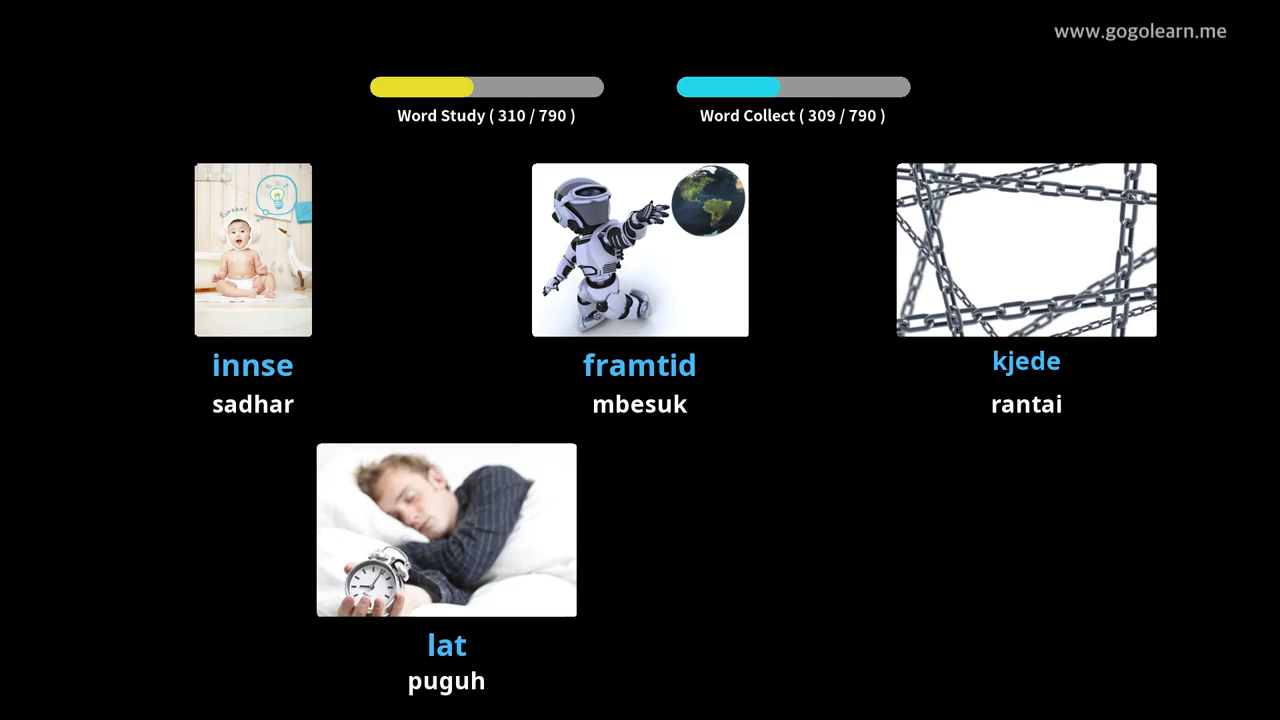 www.gogolearn.me
Word Study ( 310 / 790 )
Word Collect ( 309 / 790 )
Eureka!
innse
sadhar
framtid
mbesuk
kjede
rantai
lat
puguh